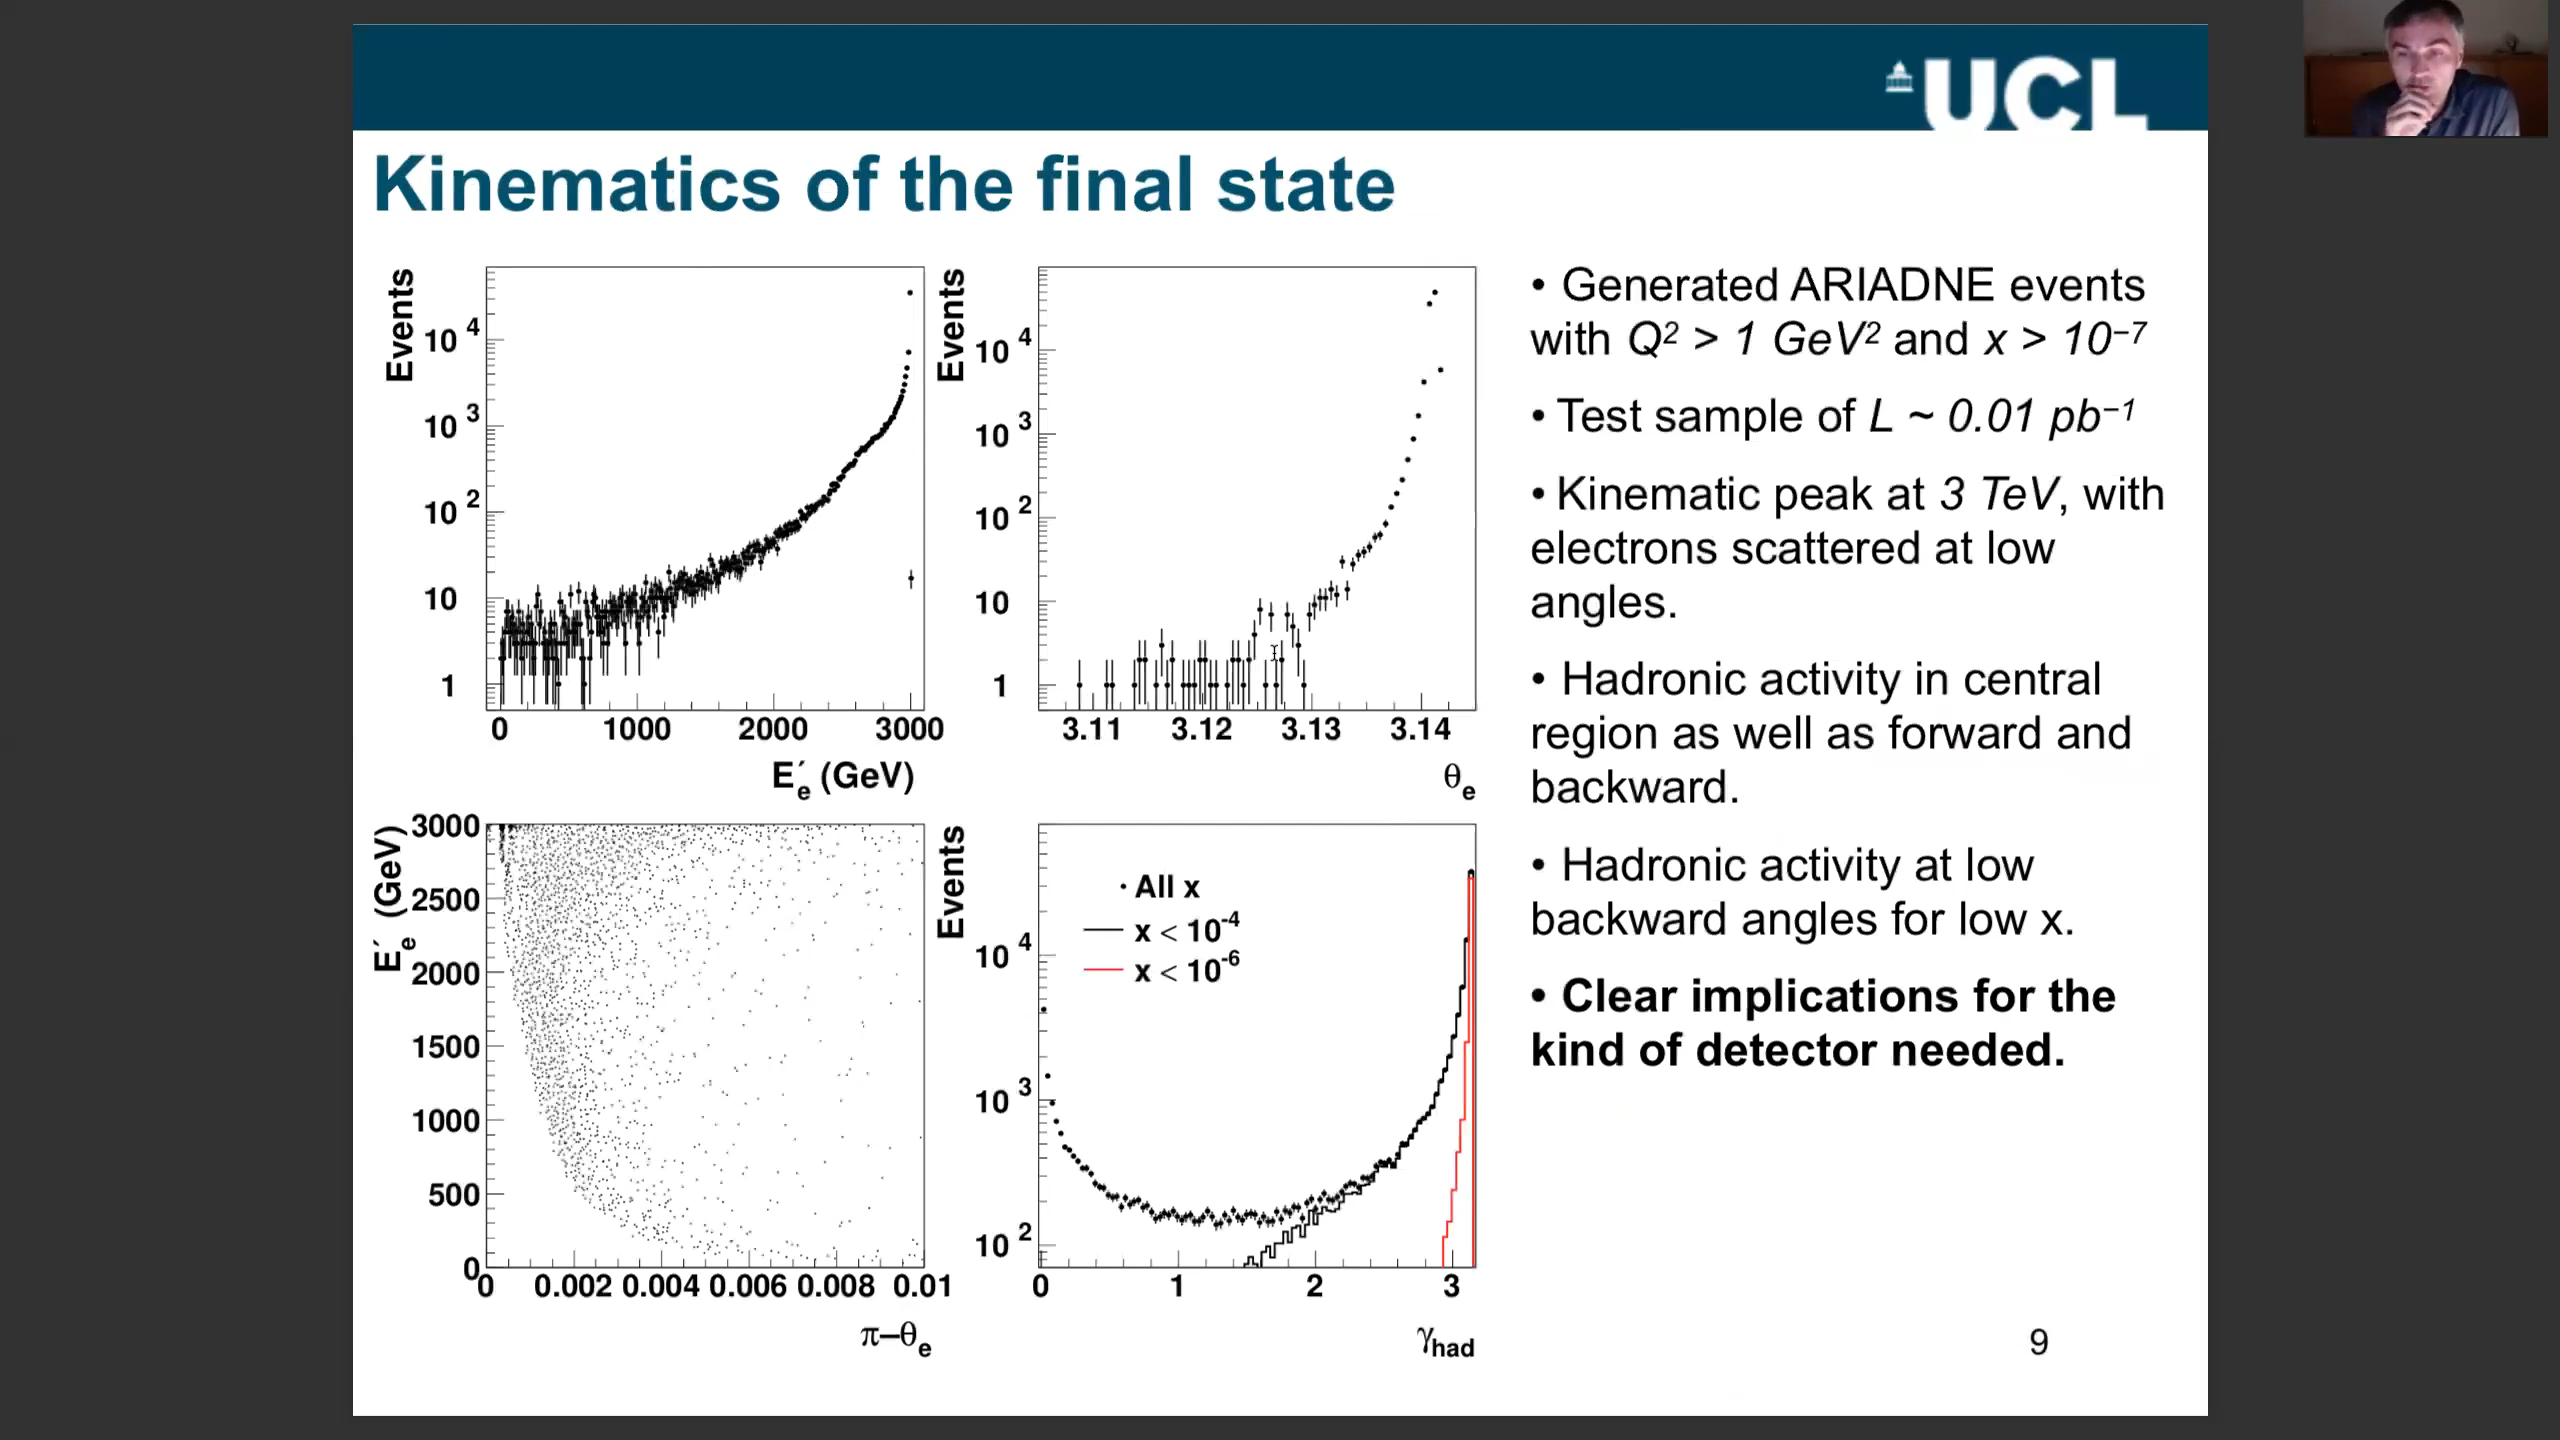 UCL
Kinematics of the final state
Events
10 4
10 3
10 2
10
1
0 1000 2000 3000
E′e (GeV)
Events
10 4
10 3
10 2
10
1
3.11 3.12 3.13 3.14
θe
E′e (GeV)
3000
2500
2000
1500
1000
500
0
0 0.002 0.004 0.006 0.008 0.01
π−θe
Events
• All x
x < 10-4
x < 10-6
10 4
10 3
10 2
0 1 2 3
γhad
• Generated ARIADNE events
with Q² > 1 GeV² and x > 10⁻⁷
• Test sample of L ~ 0.01 pb⁻¹
• Kinematic peak at 3 TeV, with
electrons scattered at low
angles.
• Hadronic activity in central
region as well as forward and
backward.
• Hadronic activity at low
backward angles for low x.
• Clear implications for the
kind of detector needed.
9